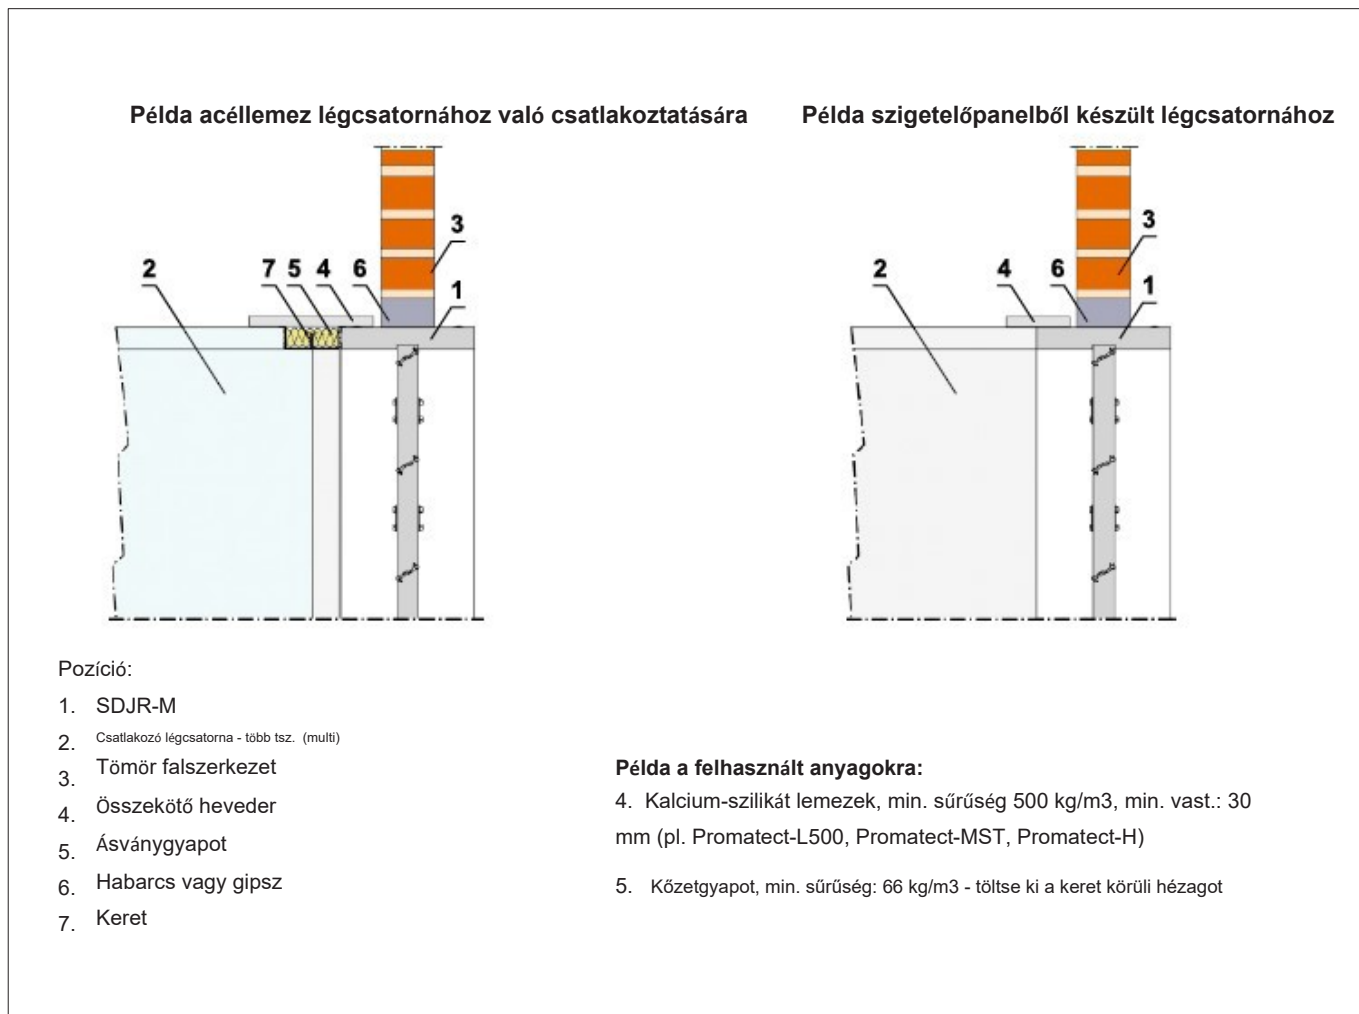 Példa acéllemez légcsatornához való csatlakoztatására
Példa szigetelőpanelből készült légcsatornához
2
7 5 4 6
3
1
2
4
6
3
1
Pozíció:
1. SDJR-M
2. Csatlakozó légcsatorna - több tsz. (multi)
3. Tömör falszerkezet
4. Összekötő heveder
5. Ásványgyapot
6. Habarcs vagy gipsz
7. Keret
Példa a felhasznált anyagokra:
4. Kalcium-szilikát lemezek, min. sűrűség 500 kg/m3, min. vast.: 30
mm (pl. Promatect-L500, Promatect-MST, Promatect-H)
5. Kőzetgyapot, min. sűrűség: 66 kg/m3 - töltse ki a keret körüli hézagot